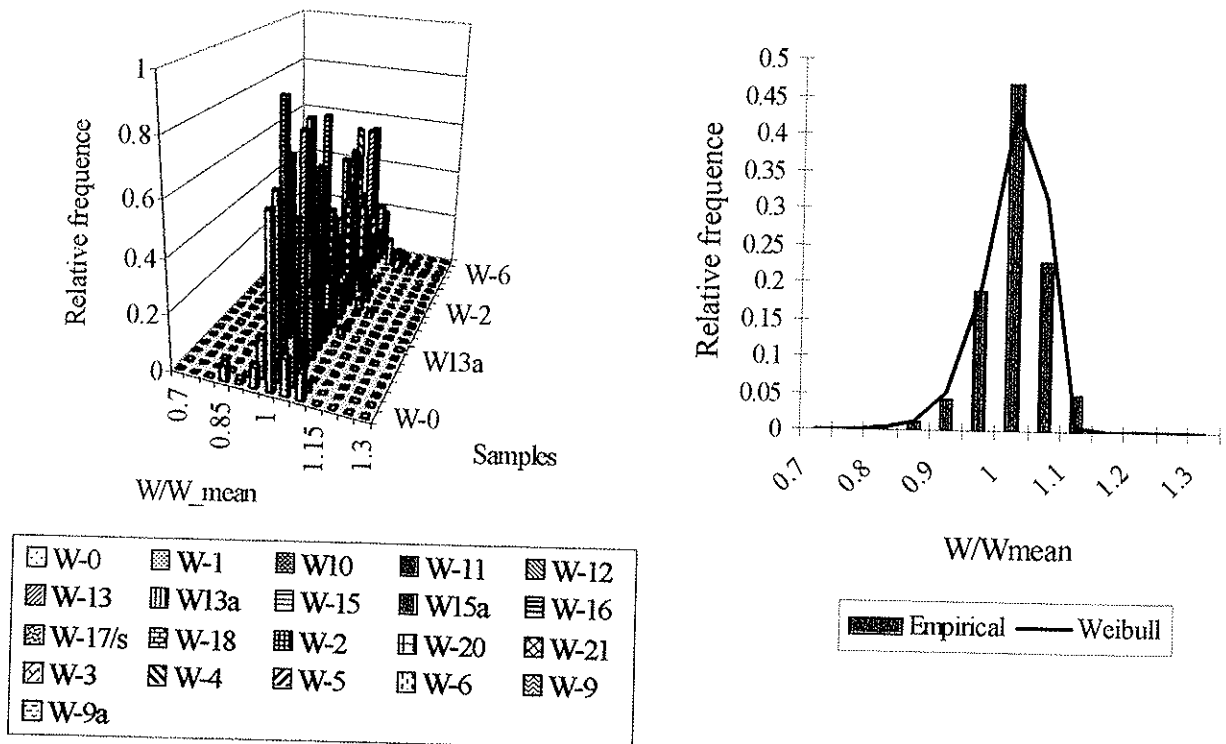 1
0.8
0.6
0.4
0.2
0
Relative frequence
0.7
0.85
1
1.15
1.3
W/W_mean
W-6
W-2
W13a
W-0
Samples
W-0 W-1 W10 W-11 W-12
W-13 W13a W-15 W15a W-16
W-17/s W-18 W-2 W-20 W-21
W-3 W-4 W-5 W-6 W-9
W-9a
0.5
0.45
0.4
0.35
0.3
0.25
0.2
0.15
0.1
0.05
0
Relative frequence
0.7
0.8
0.9
1
1.1
1.2
1.3
W/Wmean
Empirical Weibull